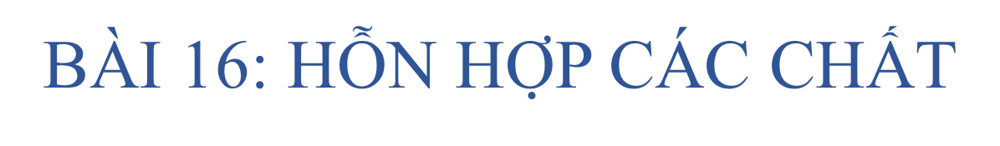 BÀI 16: HỖN HỢP CÁC CHẤT